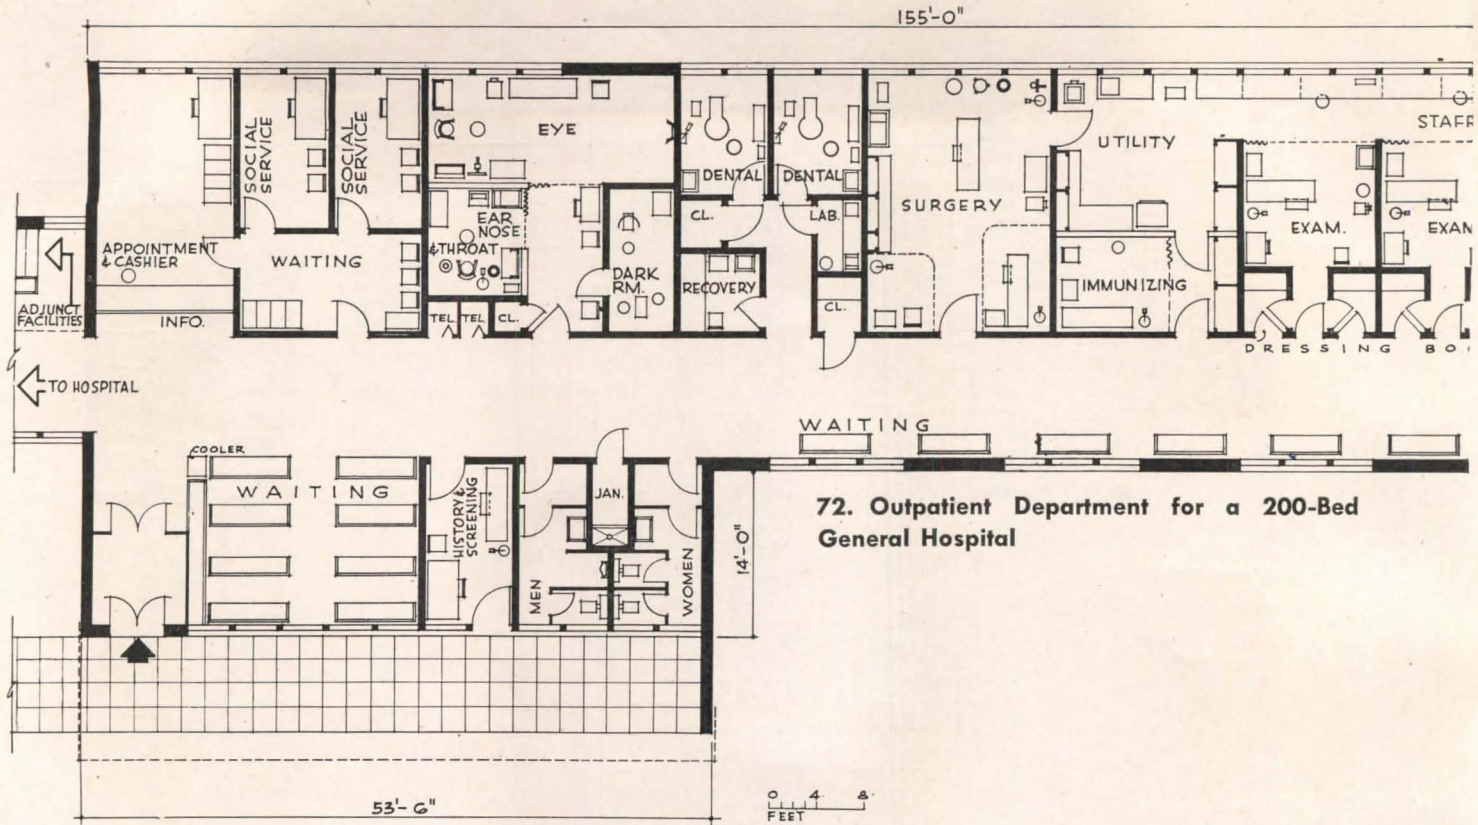 155'-0"
SOCIAL
SERVICE
SOCIAL
SERVICE
EYE
DENTAL
DENTAL
SURGERY
UTILITY
STAFF
EAR
NOSE
& THROAT
CL.
LAB.
EXAM.
EXAM
APPOINTMENT
& CASHIER
WAITING
DARK
RM.
RECOVERY
IMMUNIZING
ADJUNCT
FACILITIES
INFO.
TEL
TEL
CL.
CL.
DRESSING BO
TO HOSPITAL
WAITING
COOLER
WAITING
HISTORY &
SCREENING
JAN.
MEN
WOMEN
14'-0"
72. Outpatient Department for a 200-Bed
General Hospital
53'-6"
0 4 8
FEET